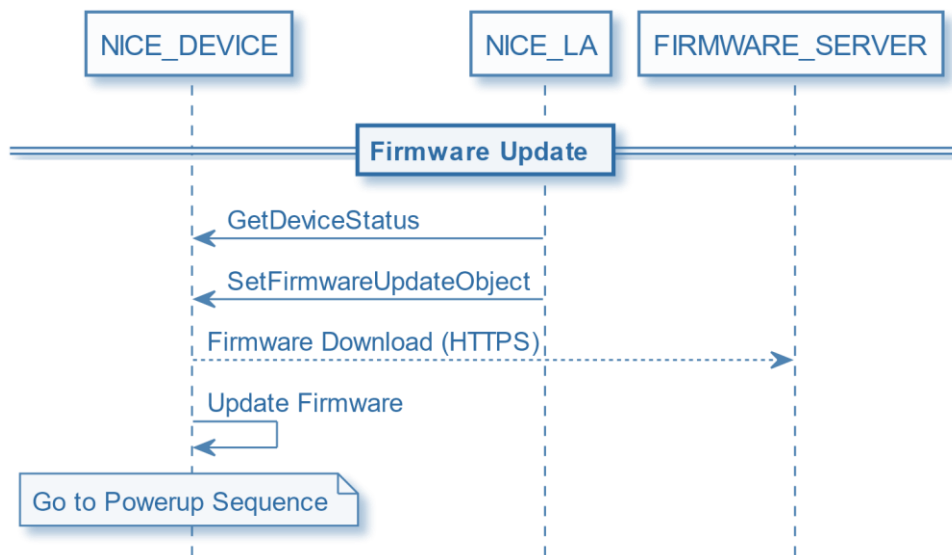 NICE_DEVICE
NICE_LA
FIRMWARE_SERVER
Firmware Update
GetDeviceStatus
SetFirmwareUpdateObject
Firmware Download (HTTPS)
Update Firmware
Go to Powerup Sequence